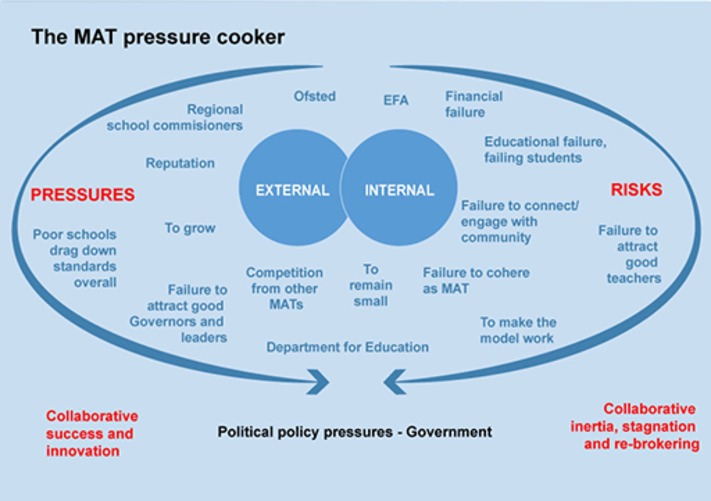 The MAT pressure cooker
Ofsted
EFA
Financial
failure
Regional
school commisioners
Educational failure,
failing students
Reputation
EXTERNAL
INTERNAL
PRESSURES
RISKS
Failure to connect/
engage with
community
To grow
Poor schools
drag down
standards
overall
Failure to
attract
good
teachers
Competition
from other
MATs
To
remain
small
Failure to cohere
as MAT
Failure to
attract good
Governors and
leaders
To make the
model work
Department for Education
Collaborative
success and
innovation
Political policy pressures - Government
Collaborative
inertia, stagnation
and re-brokering